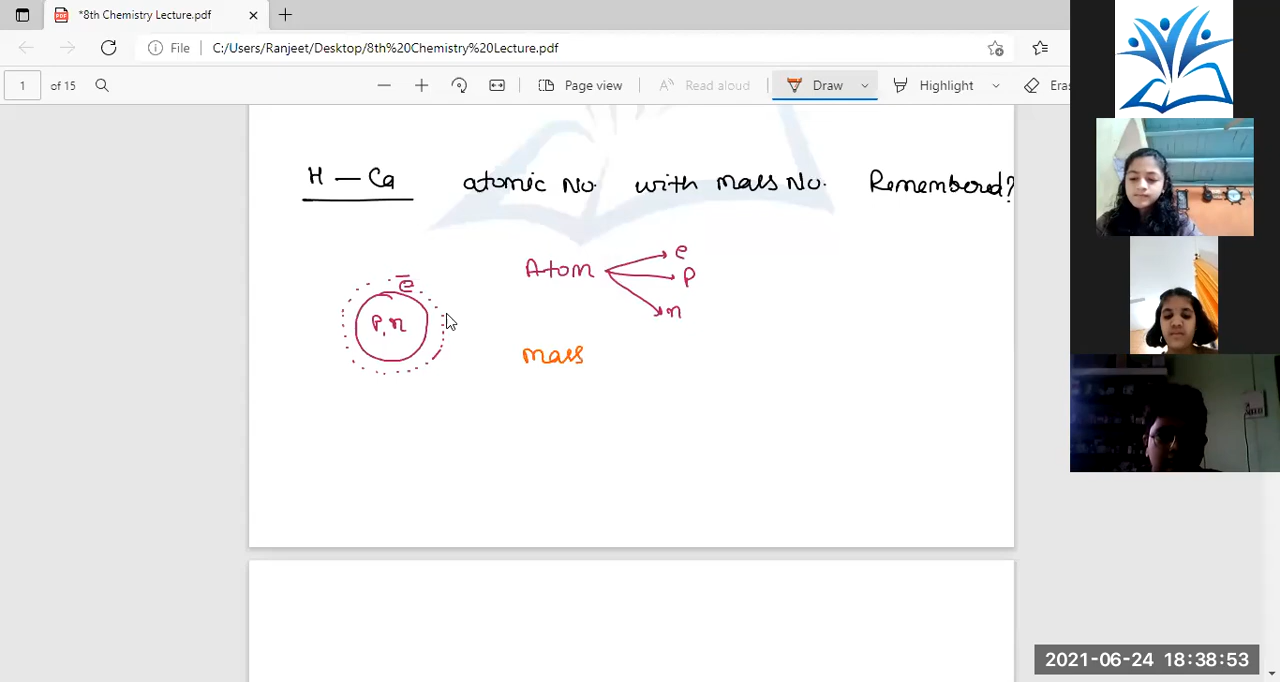 *8th Chemistry Lecture.pdf
File C:/Users/Ranjeet/Desktop/8th%20Chemistry%20Lecture.pdf
1 of 15 Page view Read aloud Draw Highlight Eras
H — Ca atomic No. with mass No. Remembered?
e
Atom
p
n
e
P, n
mass
2021-06-24 18:38:53